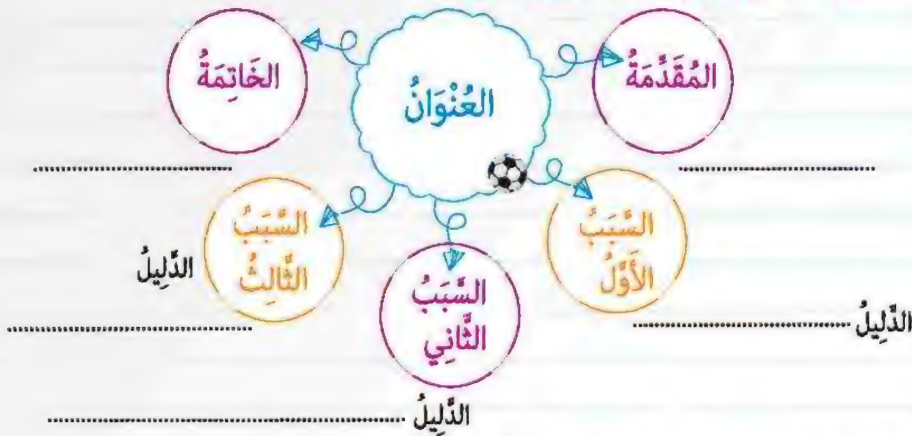 العُنْوَانُ
المُقَدَّمَةُ
السَّبَبُ
الأَوَّلُ
الدَّلِيلُ ................................
السَّبَبُ
الثَّانِي
الدَّلِيلُ ................................
السَّبَبُ
الثَّالِثُ
الدَّلِيلُ
الخَاتِمَةُ